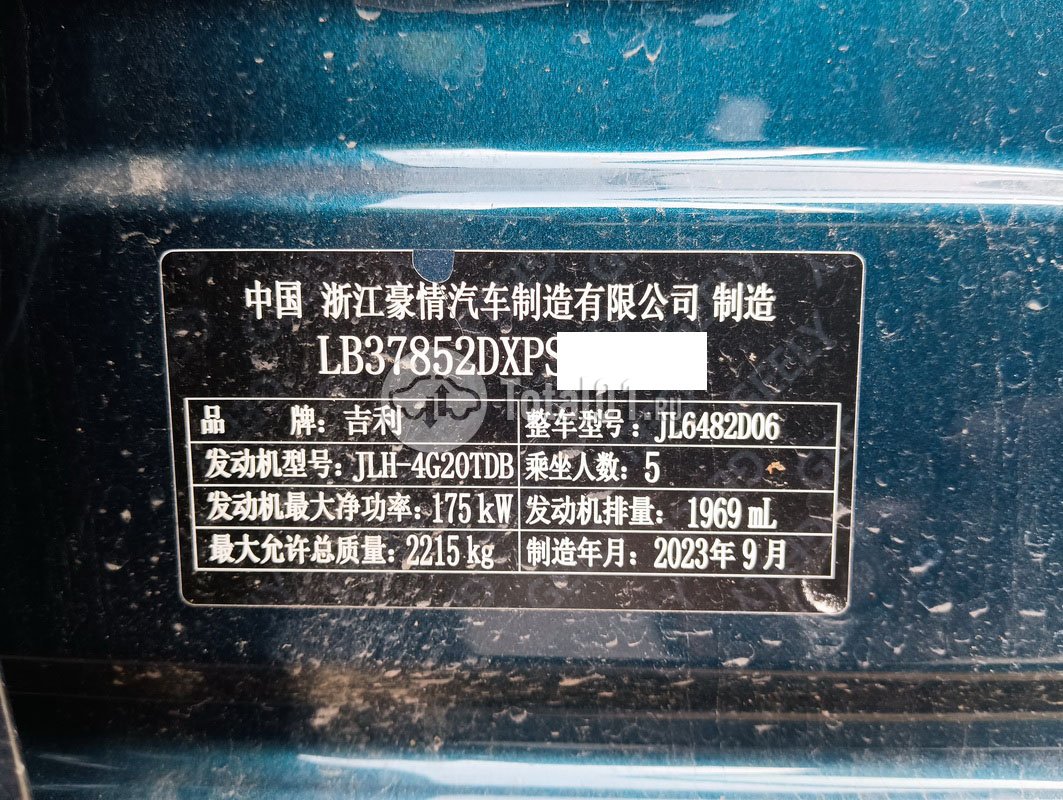 中国 浙江豪情汽车制造有限公司 制造
LB37852DXPS
Total01.ru
品 牌: 吉利 整车型号: JL6482D06
发动机型号: JLH-4G20TDB 乘坐人数: 5
发动机最大净功率: 175 kW 发动机排量: 1969 mL
最大允许总质量: 2215 kg 制造年月: 2023年 9 月